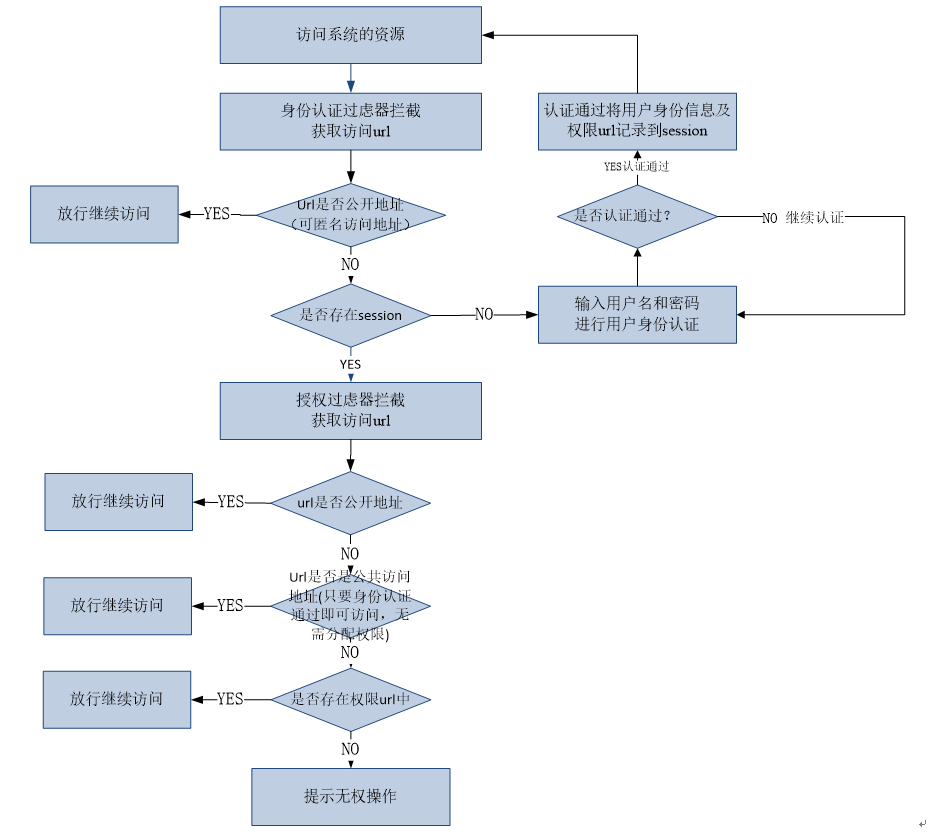 访问系统的资源
身份认证过虑器拦截
获取访问url
认证通过将用户身份信息及
权限url记录到session
YES认证通过
Url是否公开地址
（可匿名访问地址）
YES
放行继续访问
是否认证通过？
NO 继续认证
NO
是否存在session
NO
输入用户名和密码
进行用户身份认证
YES
授权过虑器拦截
获取访问url
url是否公开地址
YES
放行继续访问
NO
Url是否是公共访问
地址(只要身份认证
通过即可访问，无
需分配权限)
YES
放行继续访问
NO
是否存在权限url中
YES
放行继续访问
NO
提示无权操作